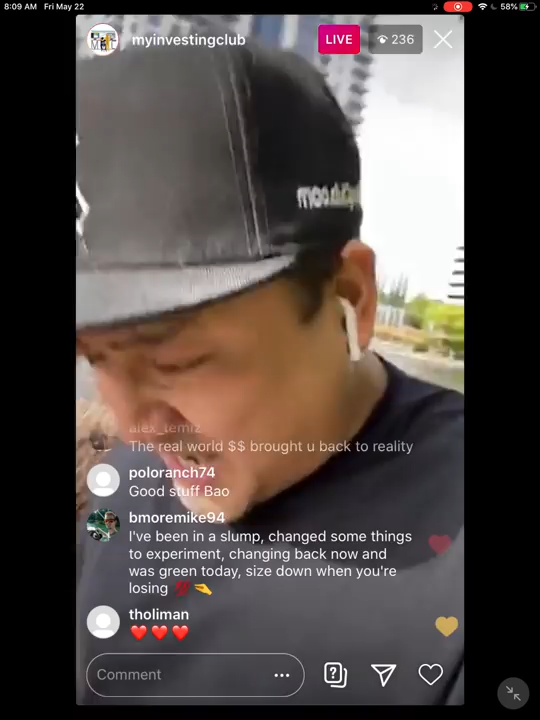 8:09 AM Fri May 22
58%
myinvestingclub
LIVE
236
alex_temiz
The real world $$ brought u back to reality
poloranch74
Good stuff Bao
bmoremike94
I've been in a slump, changed some things
to experiment, changing back now and
was green today, size down when you're
losing 💯🤏
tholiman
❤️❤️❤️
Comment